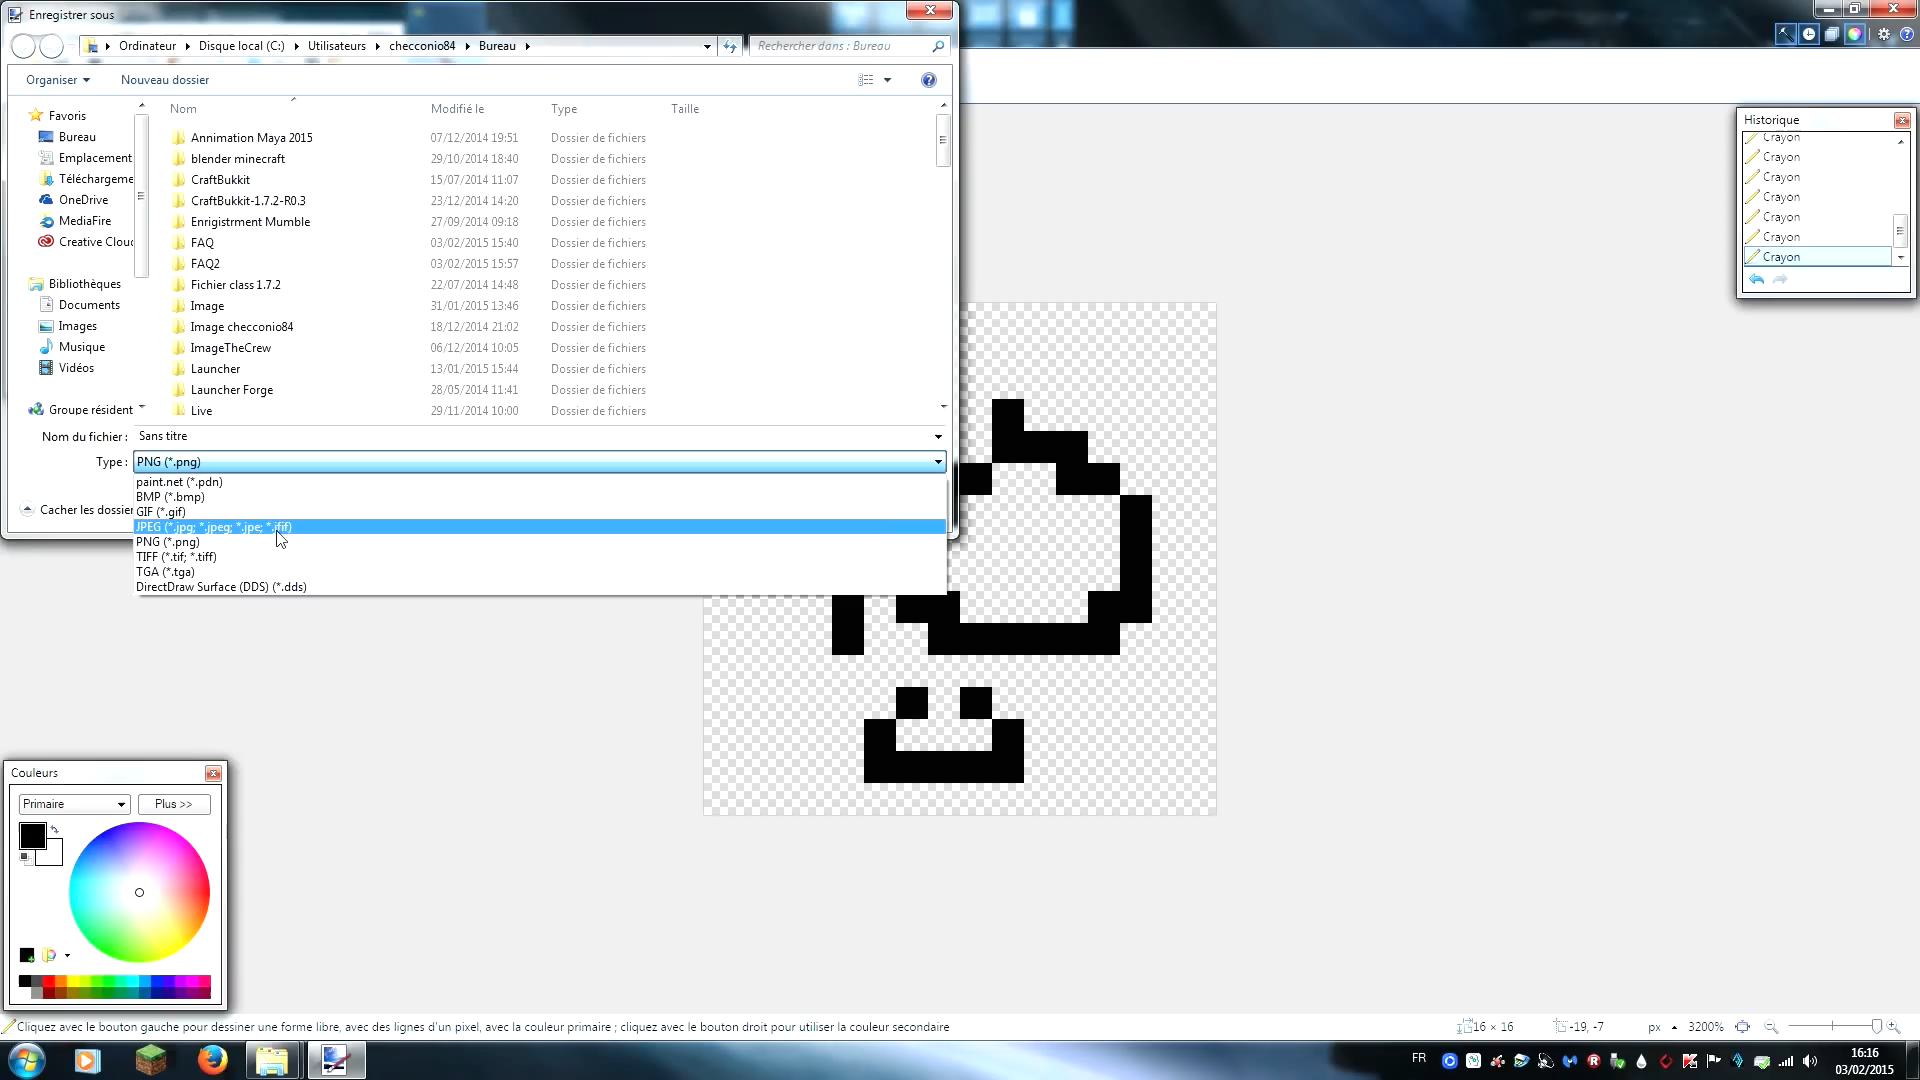 Enregistrer sous
Ordinateur Disque local (C:) Utilisateurs checconio84 Bureau
Rechercher dans : Bureau
Organiser Nouveau dossier
Nom Modifié le Type Taille
Favoris
Bureau
Emplacement
Téléchargeme
OneDrive
MediaFire
Creative Clou
Bibliothèques
Documents
Images
Musique
Vidéos
Groupe résident
Annimation Maya 2015 07/12/2014 19:51 Dossier de fichiers
blender minecraft 29/10/2014 18:40 Dossier de fichiers
CraftBukkit 15/07/2014 11:07 Dossier de fichiers
CraftBukkit-1.7.2-R0.3 23/12/2014 14:20 Dossier de fichiers
Enrigistrment Mumble 27/09/2014 09:18 Dossier de fichiers
FAQ 03/02/2015 15:40 Dossier de fichiers
FAQ2 03/02/2015 15:57 Dossier de fichiers
Fichier class 1.7.2 22/07/2014 14:48 Dossier de fichiers
Image 31/01/2015 13:46 Dossier de fichiers
Image checconio84 18/12/2014 21:02 Dossier de fichiers
ImageTheCrew 06/12/2014 10:05 Dossier de fichiers
Launcher 13/01/2015 15:44 Dossier de fichiers
Launcher Forge 28/05/2014 11:41 Dossier de fichiers
Live 29/11/2014 10:00 Dossier de fichiers
Nom du fichier : Sans titre
Type : PNG (*.png)
paint.net (*.pdn)
BMP (*.bmp)
GIF (*.gif)
JPEG (*.jpg; *.jpeg; *.jpe; *.jfif)
PNG (*.png)
TIFF (*.tif; *.tiff)
TGA (*.tga)
DirectDraw Surface (DDS) (*.dds)
Cacher les dossier
Historique
Crayon
Crayon
Crayon
Crayon
Crayon
Crayon
Crayon
Couleurs
Primaire Plus >>
Cliquez avec le bouton gauche pour dessiner une forme libre, avec des lignes d'un pixel, avec la couleur primaire ; cliquez avec le bouton droit pour utiliser la couleur secondaire
16 × 16 -19, -7 px 3200%
FR
16:16
03/02/2015